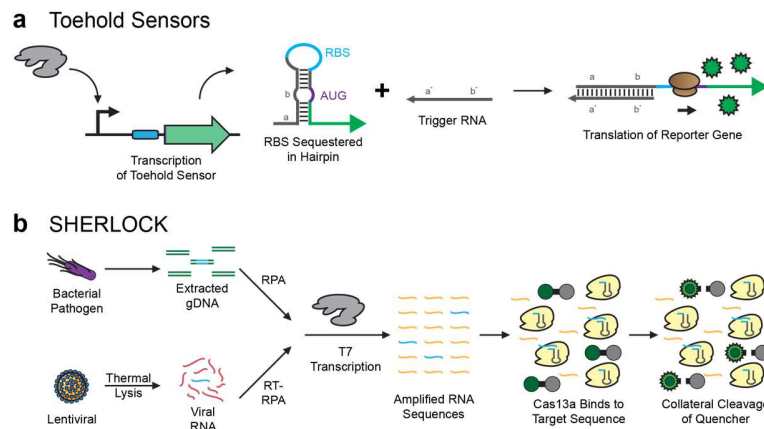 a Toehold Sensors
RBS
AUG
b
a
a* b*
a b
a* b*
Transcription
of Toehold Sensor
RBS Sequestered
in Hairpin
+
Trigger RNA
Translation of Reporter Gene
b SHERLOCK
Bacterial
Pathogen
Extracted
gDNA
RPA
T7
Transcription
Lentiviral
Thermal
Lysis
Viral
RNA
RT-
RPA
Amplified RNA
Sequences
Cas13a Binds to
Target Sequence
Collateral Cleavage
of Quencher